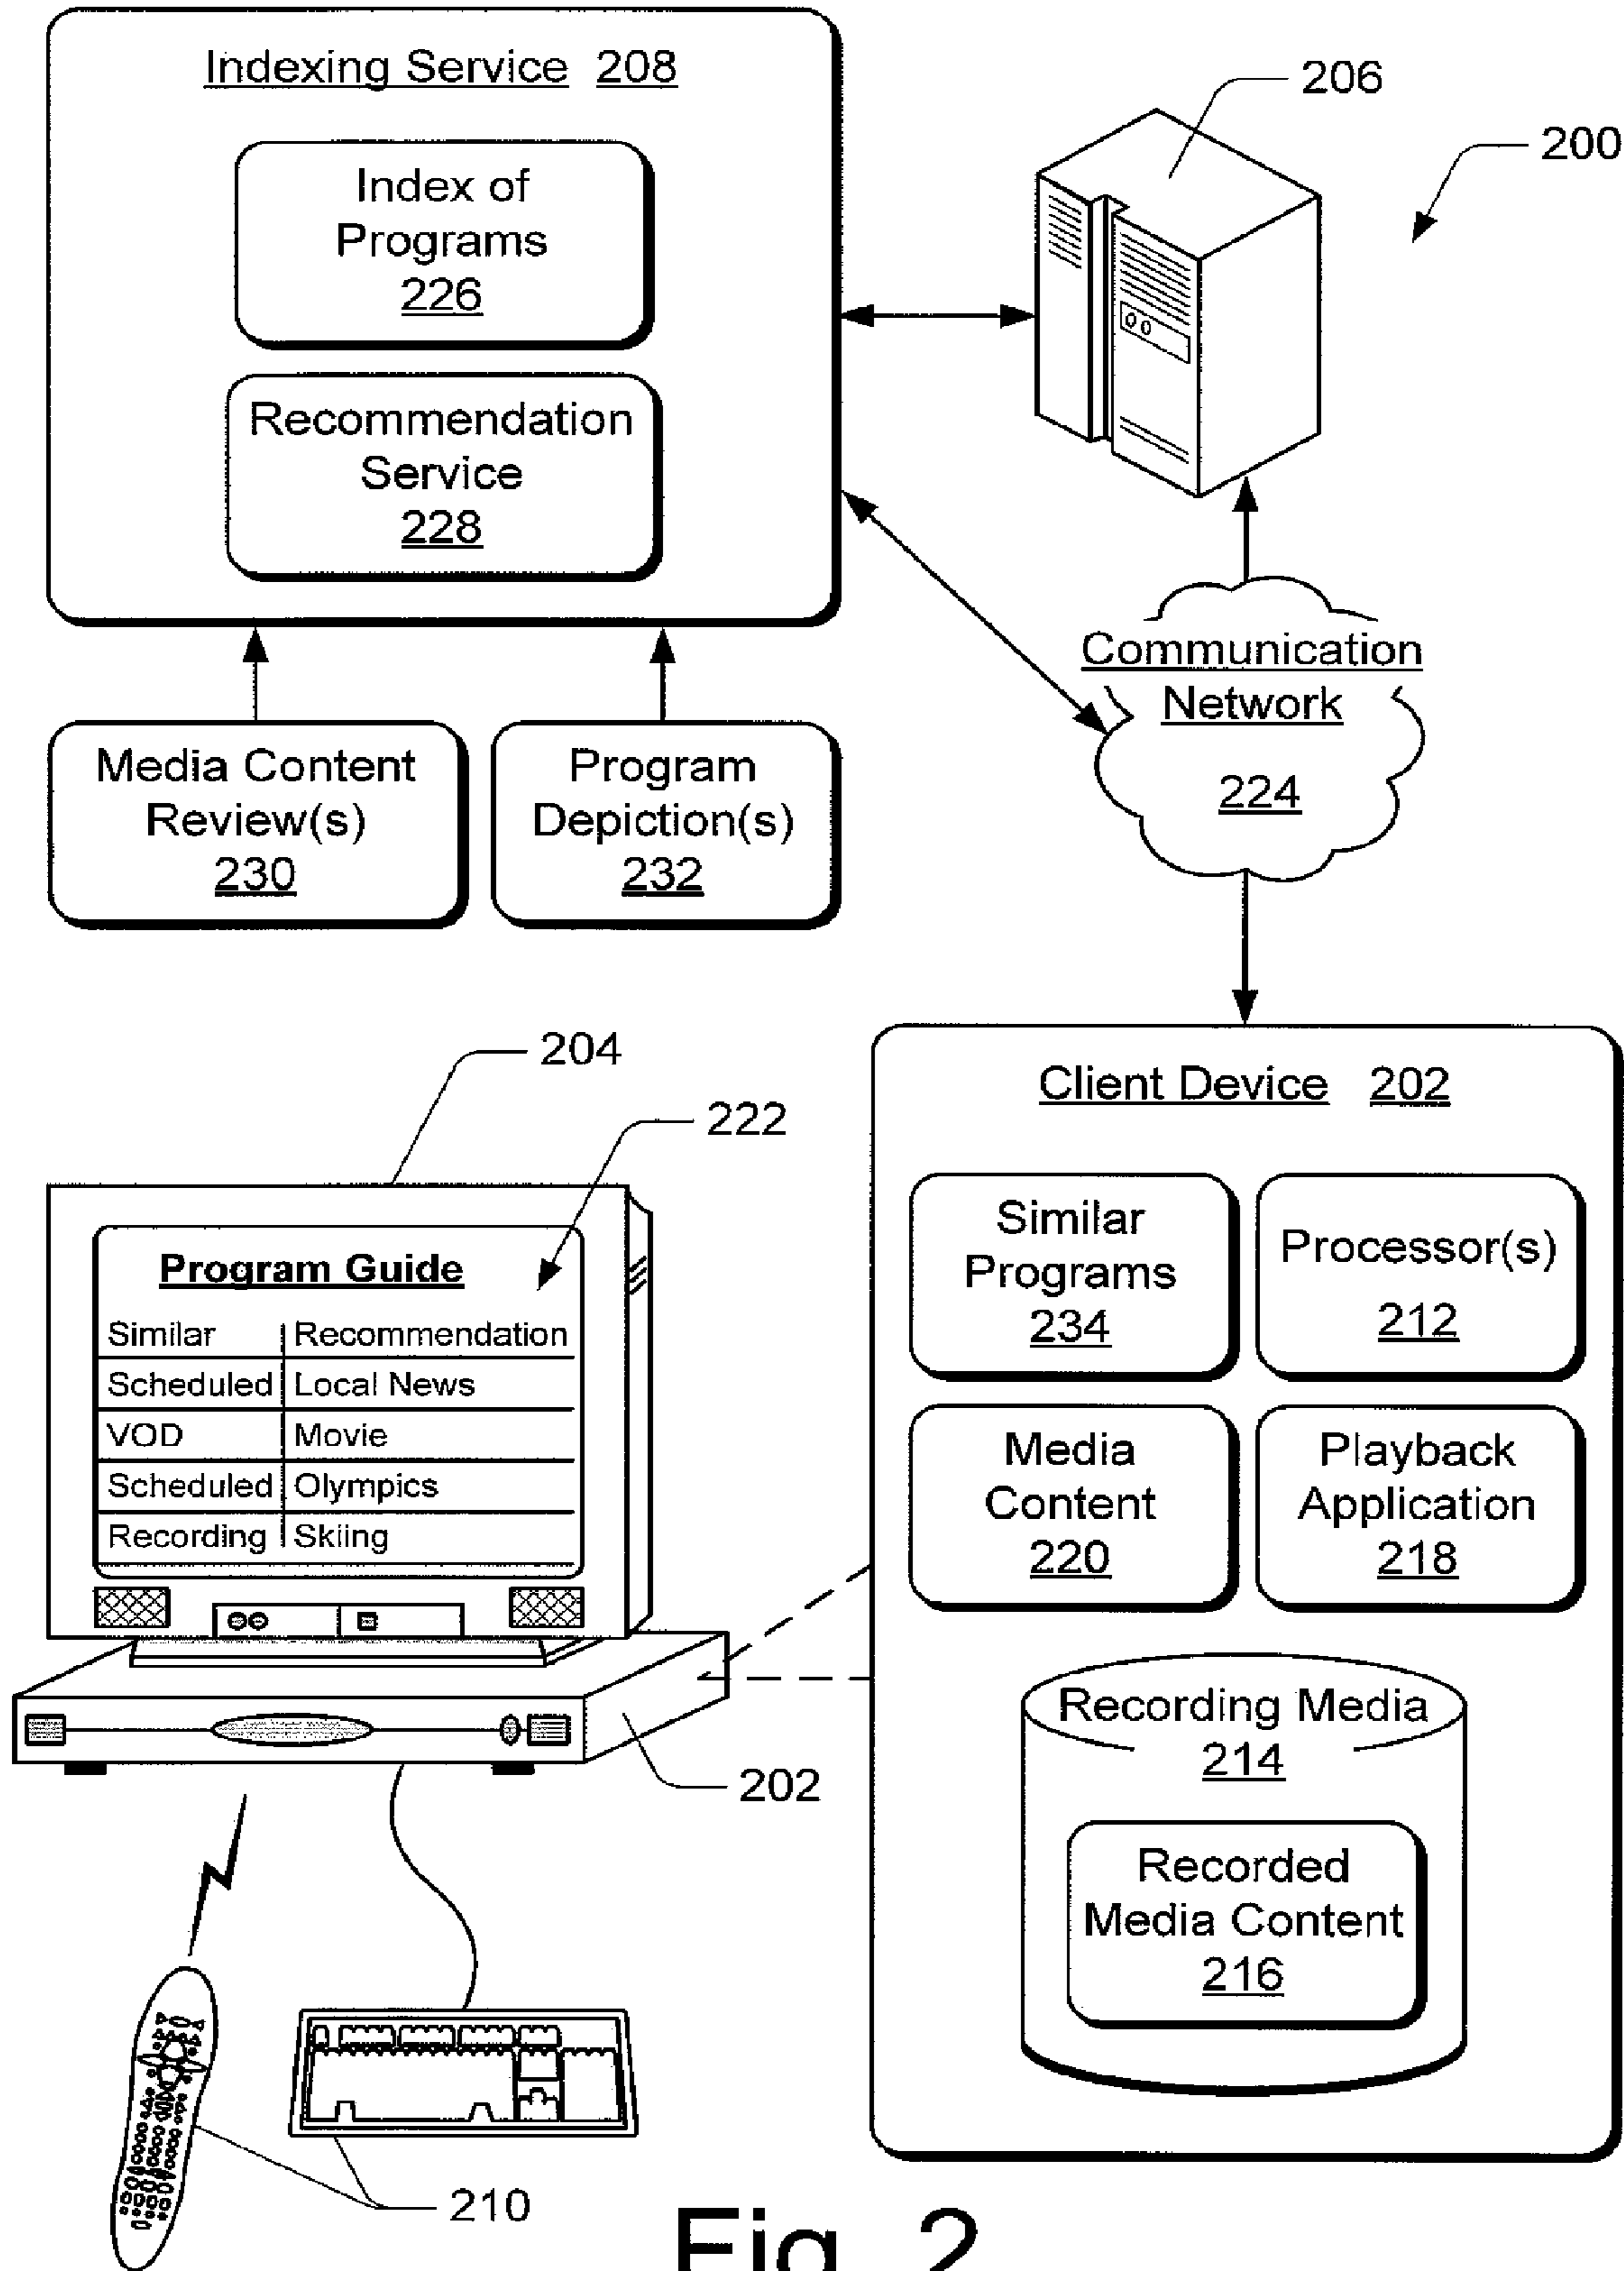 Indexing Service 208
Index of
Programs
226
Recommendation
Service
228
206
200
Communication
Network
224
Media Content
Review(s)
230
Program
Depiction(s)
232
204
222
Program Guide
Similar Recommendation
Scheduled Local News
VOD Movie
Scheduled Olympics
Recording Skiing
202
210
Client Device 202
Similar
Programs
234
Processor(s)
212
Media
Content
220
Playback
Application
218
Recording Media
214
Recorded
Media Content
216
Fig. 2